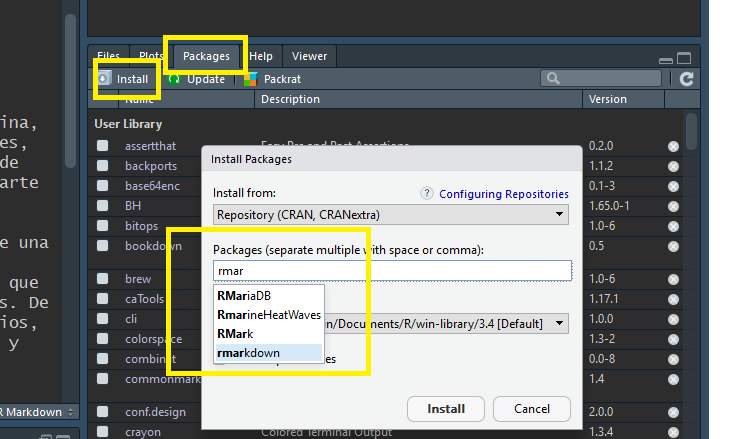 Files Plots Packages Help Viewer
Install Update Packrat
Name Description Version
User Library
assertthat Easy Pre and Post Assertions 0.2.0
backports 1.1.2
base64enc 0.1-3
BH 1.65.0-1
bitops 1.0-6
bookdown 0.5
brew 1.0-6
caTools 1.17.1
cli 1.0.0
colorspace 1.3-2
combinat 0.0-8
commonmark 1.4
conf.design 2.0.0
crayon Colored Terminal Output 1.3.4
Install Packages
Install from: ? Configuring Repositories
Repository (CRAN, CRANextra)
Packages (separate multiple with space or comma):
rmar
RMariaDB
RmarineHeatWaves
RMark
rmarkdown
in/Documents/R/win-library/3.4 [Default]
Install Cancel
ina,
es,
de
arte
e una
que
s. De
ios,
y
R Markdown